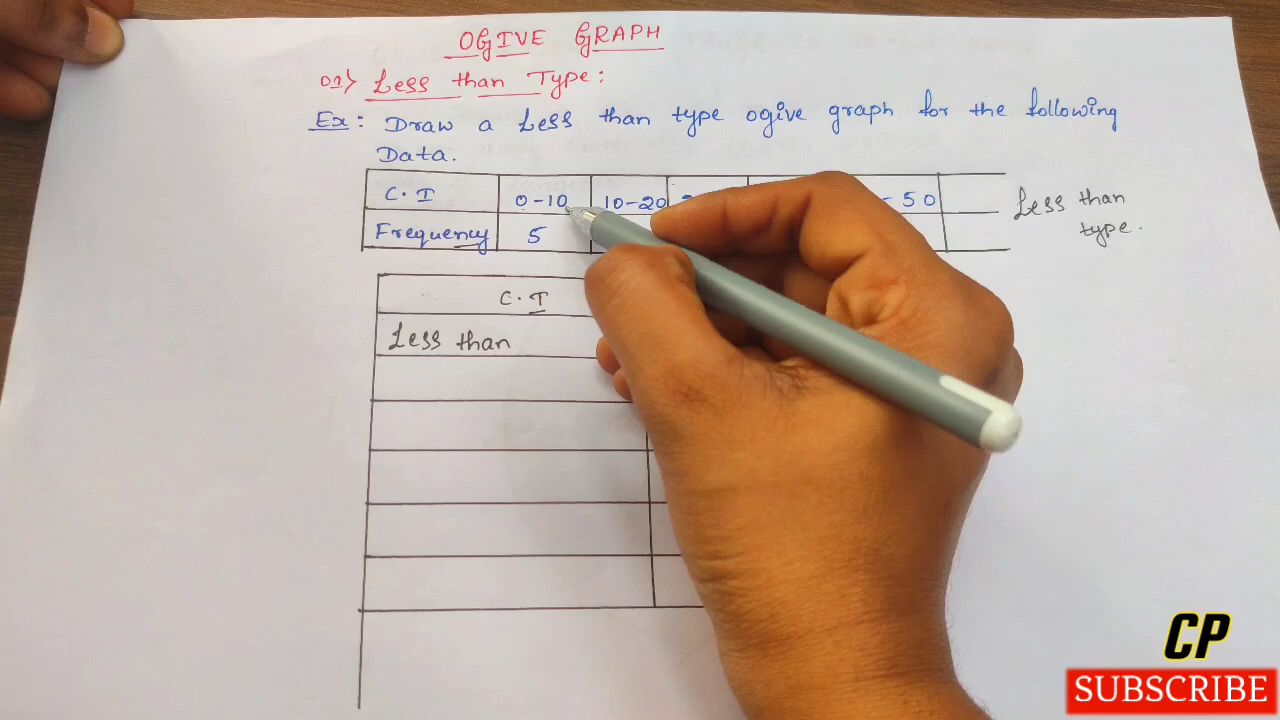 OGIVE GRAPH
01) Less than Type:
Ex: Draw a Less than type ogive graph for the following
Data.
C.I 0-10 10-20 - 50
Frequency 5
Less than
type.
C.I
Less than
CP
SUBSCRIBE